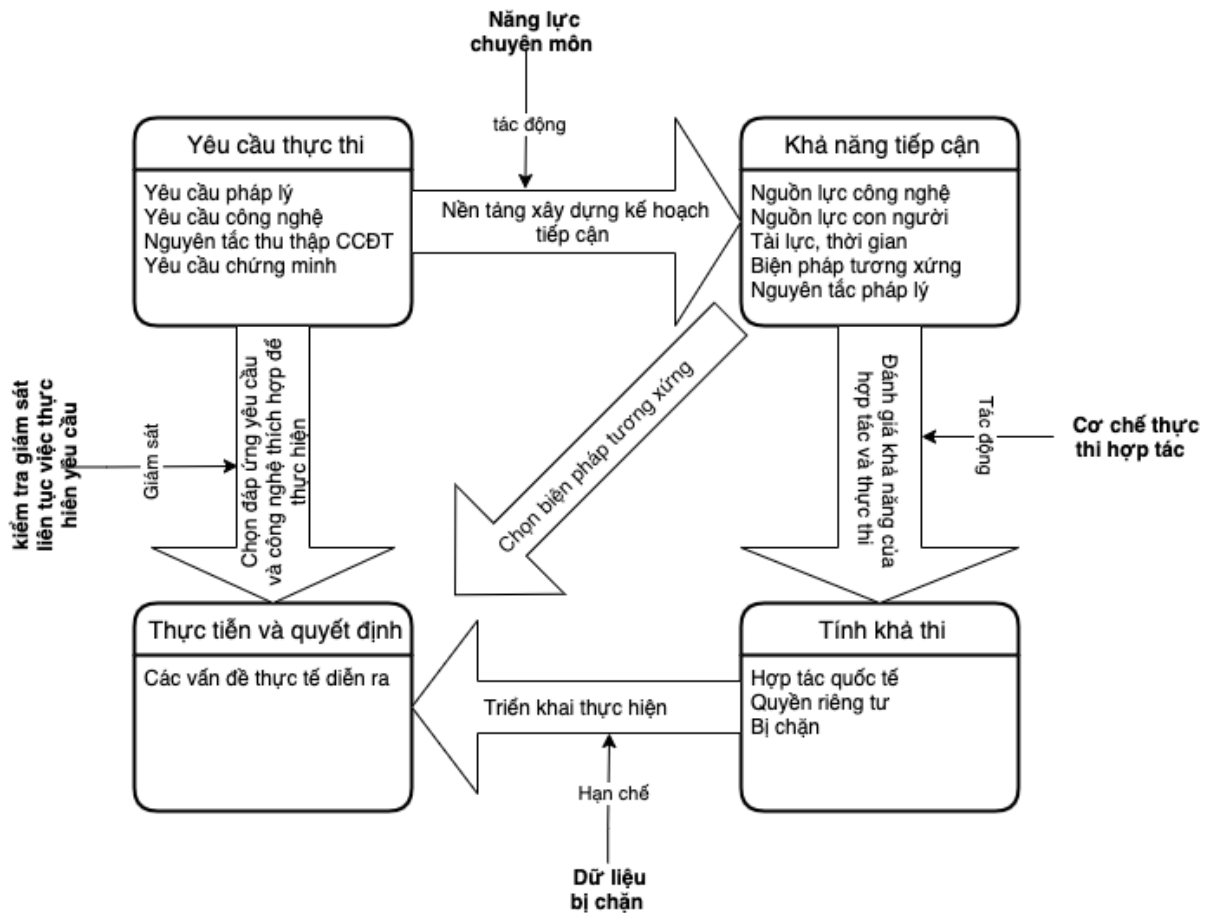 Năng lực
chuyên môn
tác động
Yêu cầu thực thi
Yêu cầu pháp lý
Yêu cầu công nghệ
Nguyên tắc thu thập CCĐT
Yêu cầu chứng minh
Nền tảng xây dựng kế hoạch
tiếp cận
Khả năng tiếp cận
Nguồn lực công nghệ
Nguồn lực con người
Tài lực, thời gian
Biện pháp tương xứng
Nguyên tắc pháp lý
kiểm tra giám sát
liên tục việc thực
hiên yêu cầu
Giám sát
Chọn đáp ứng yêu cầu
và công nghệ thích hợp để
thực hiện
Chọn biện pháp tương xứng
Đánh giá khả năng của
hợp tác và thực thi
Tác động
Cơ chế thực
thi hợp tác
Thực tiễn và quyết định
Các vấn đề thực tế diễn ra
Triển khai thực hiện
Tính khả thi
Hợp tác quốc tế
Quyền riêng tư
Bị chặn
Hạn chế
Dữ liệu
bị chặn